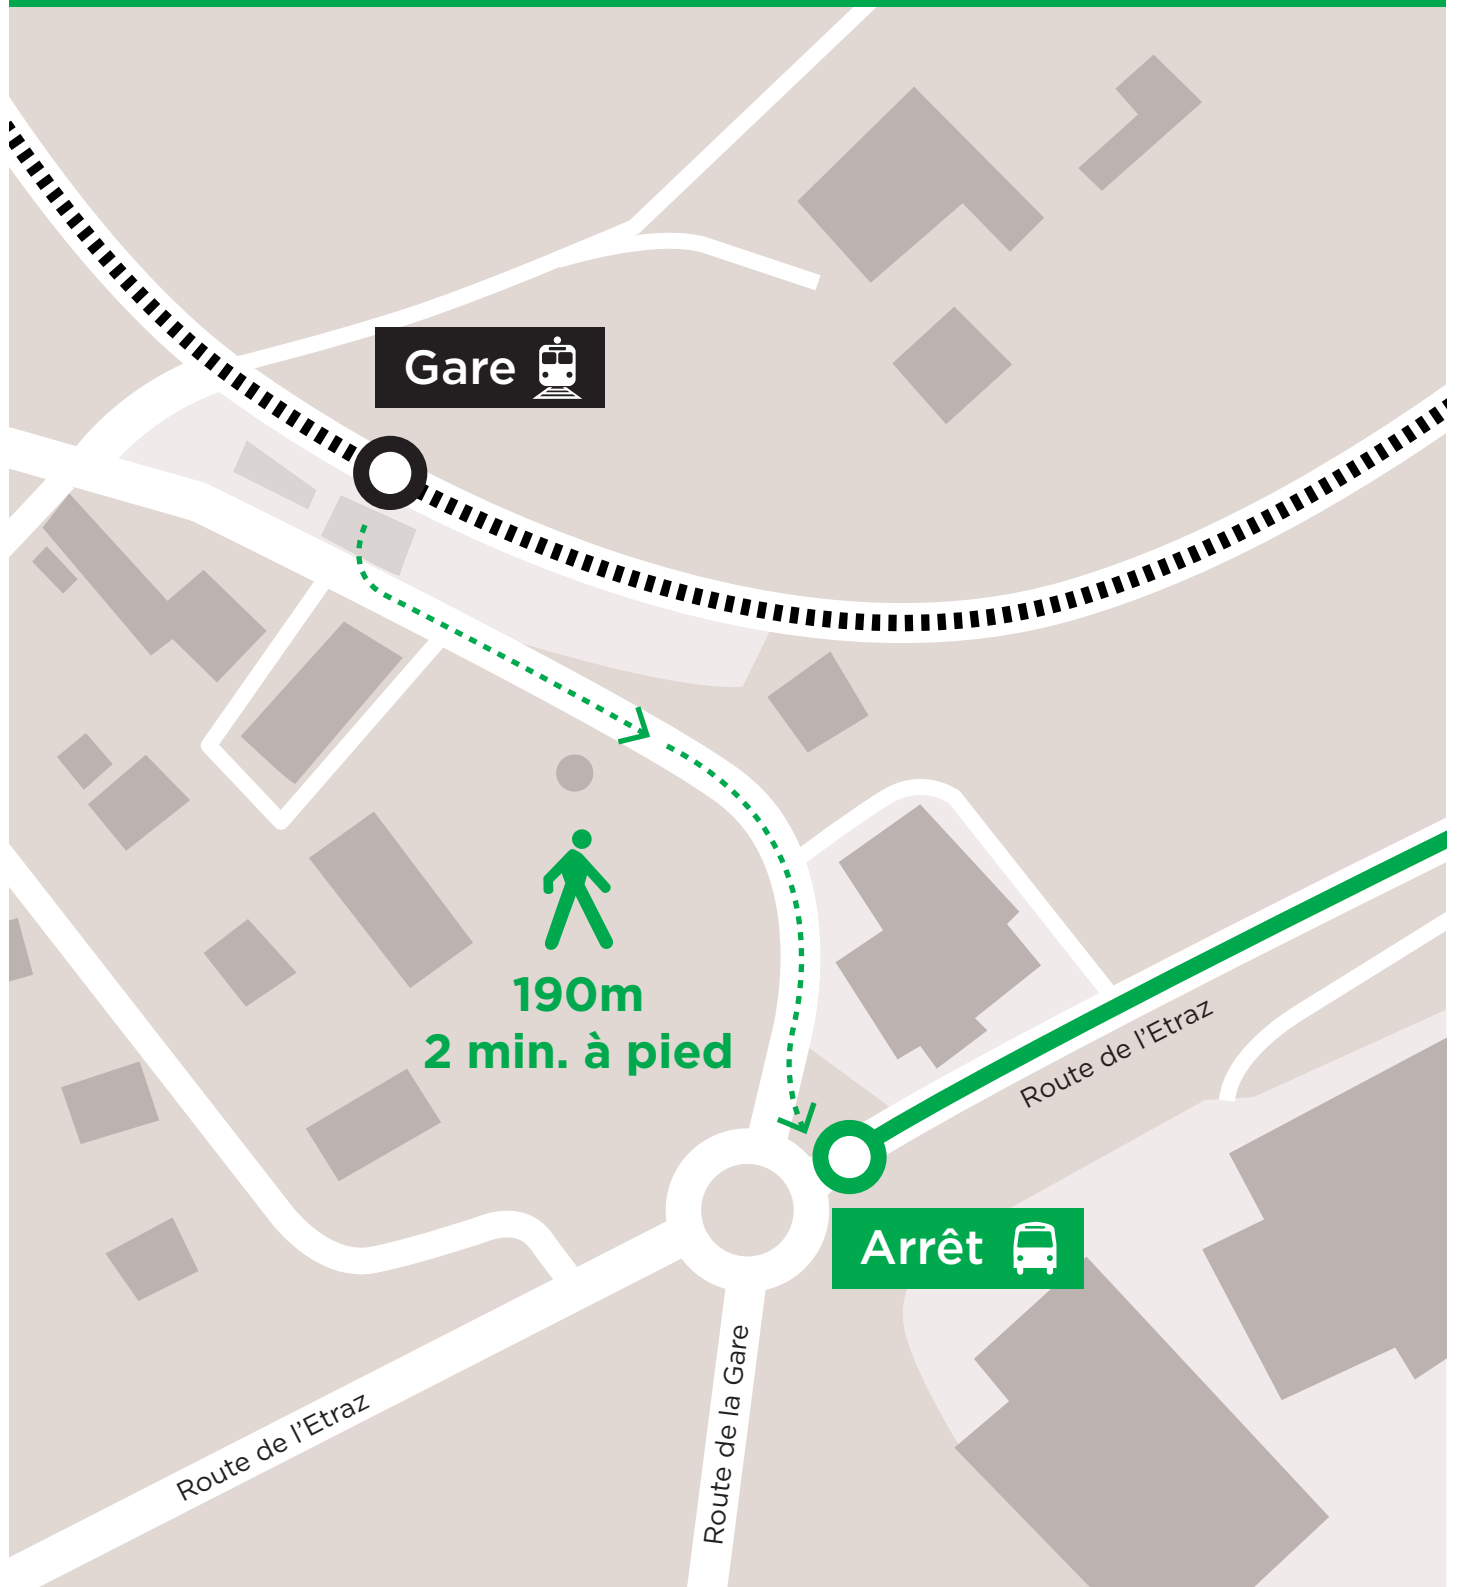 Gare
190m
2 min. à pied
Route de l'Etraz
Arrêt
Route de la Gare
Route de l'Etraz